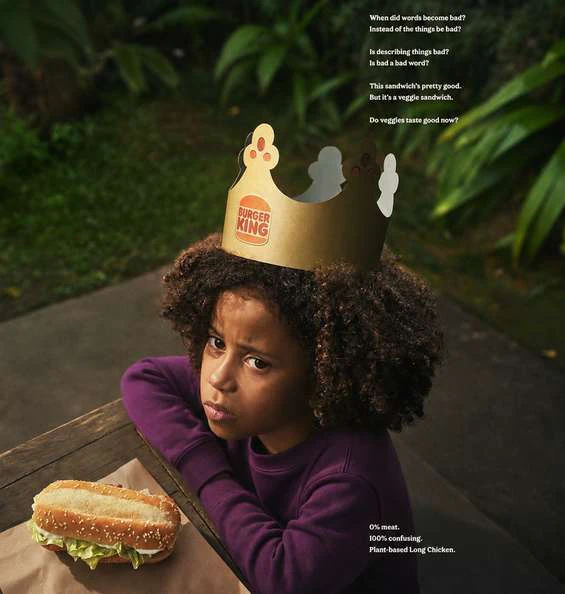 When did words become bad?
Instead of the things be bad?
Is describing things bad?
Is bad a bad word?
This sandwich's pretty good.
But it's a veggie sandwich.
Do veggies taste good now?
BURGER
KING
0% meat.
100% confusing.
Plant-based Long Chicken.